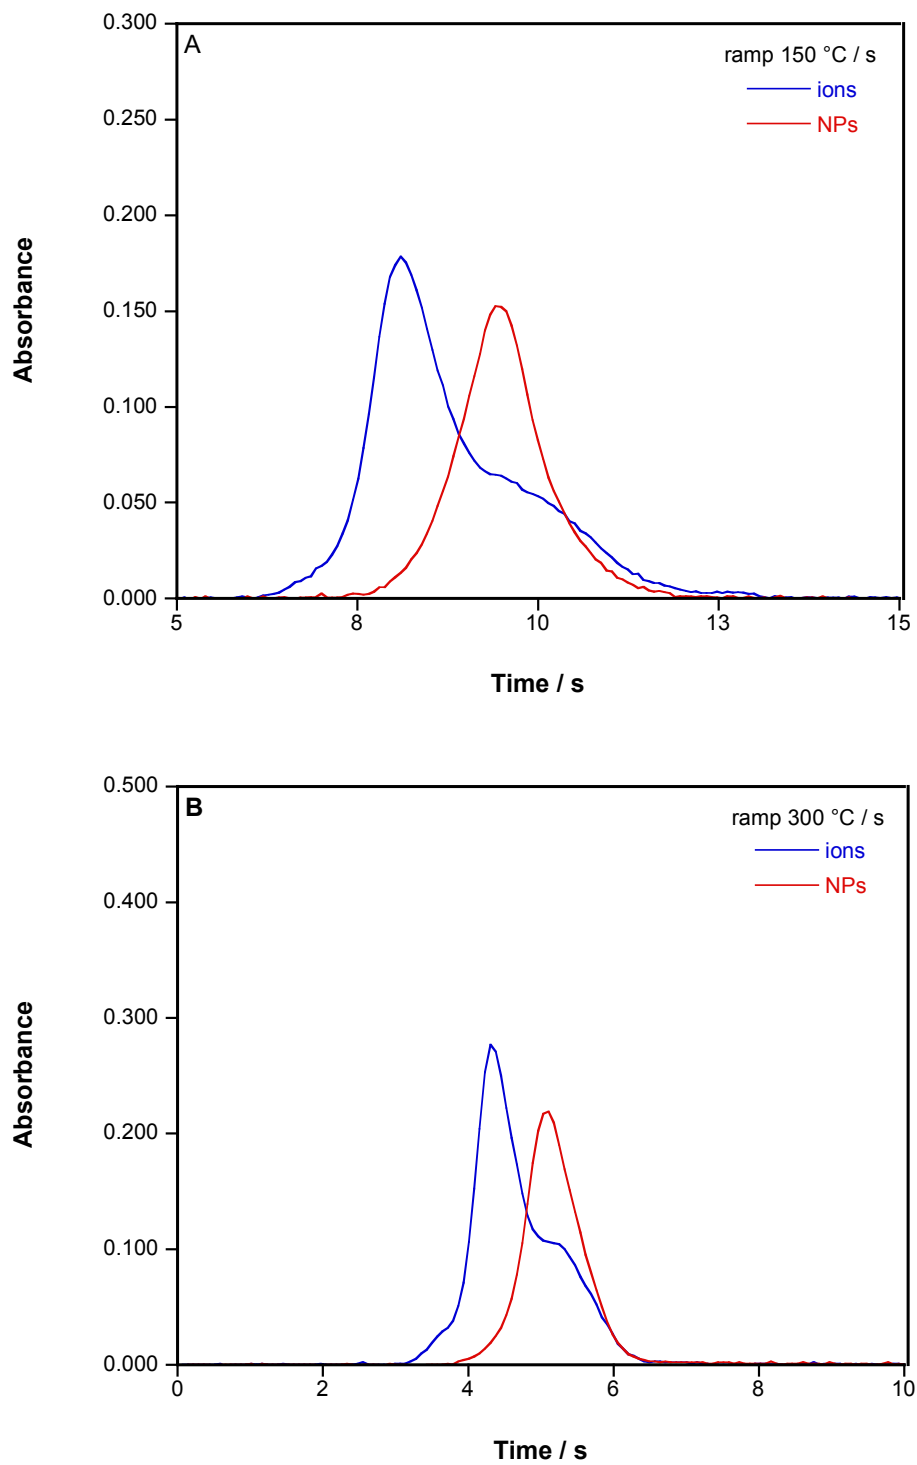 0.300
A
ramp 150 °C / s
ions
NPs
0.250
0.200
0.150
0.100
0.050
0.000
Absorbance
5 8 10 13 15
Time / s
0.500
B
ramp 300 °C / s
ions
NPs
0.400
0.300
0.200
0.100
0.000
Absorbance
0 2 4 6 8 10
Time / s